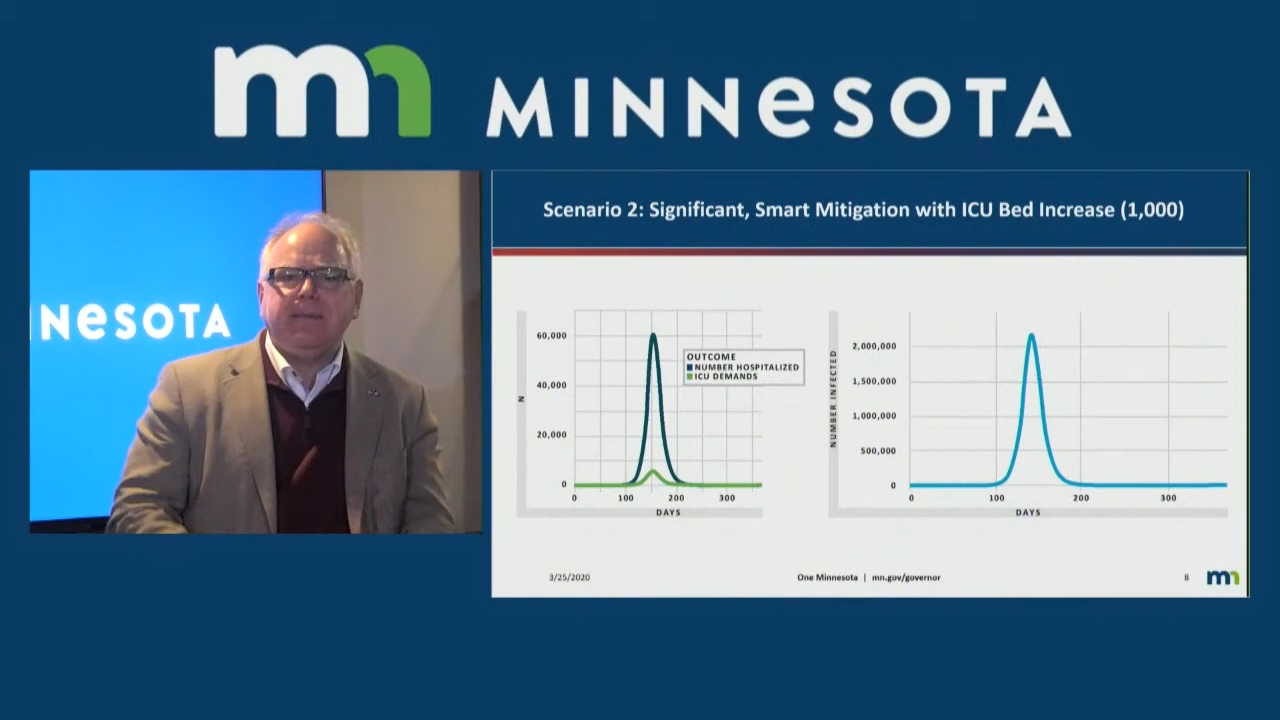 mn MINNESOTA
NNESOTA
Scenario 2: Significant, Smart Mitigation with ICU Bed Increase (1,000)
60,000
40,000
20,000
0
N
0 100 200 300
DAYS
OUTCOME
NUMBER HOSPITALIZED
ICU DEMANDS
2,000,000
1,500,000
1,000,000
500,000
0
NUMBER INFECTED
0 100 200 300
DAYS
3/25/2020
One Minnesota | mn.gov/governor
8
mn